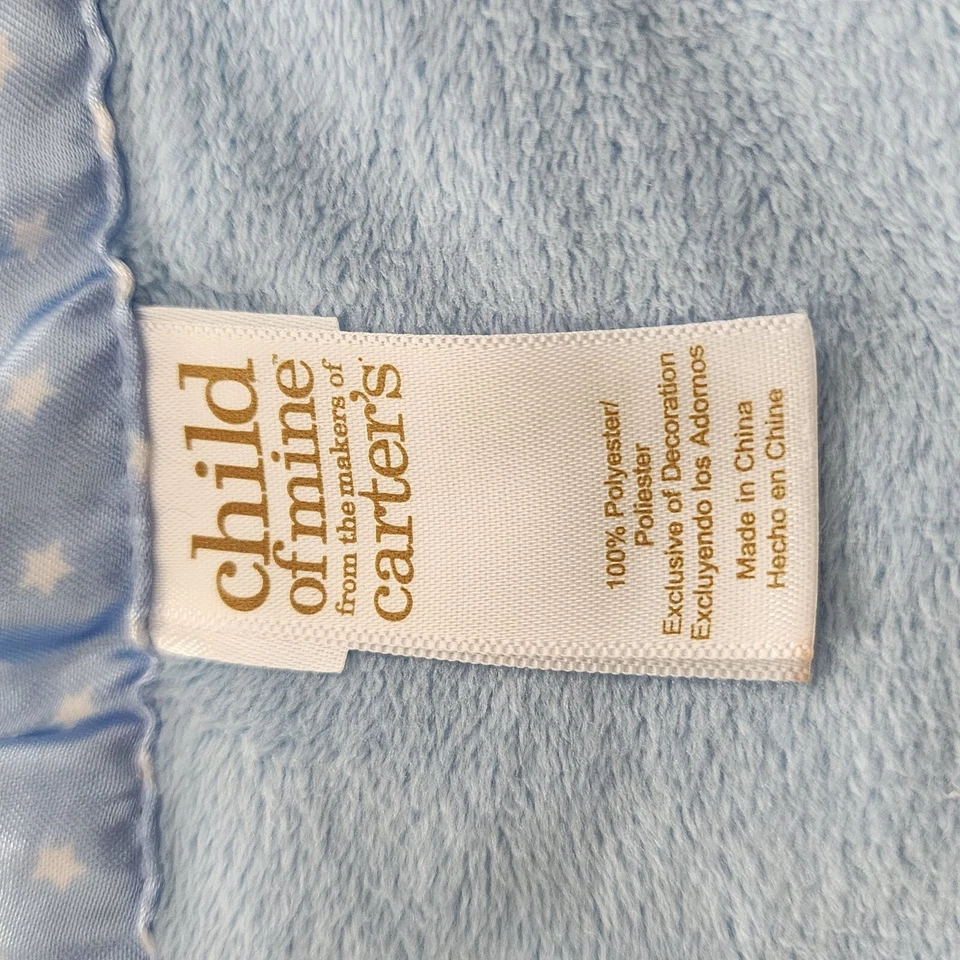 child
of mine™
from the makers of
carter's.
100% Polyester/
Poliester
Exclusive of Decoration
Excluyendo los Adornos
Made in China
Hecho en Chine